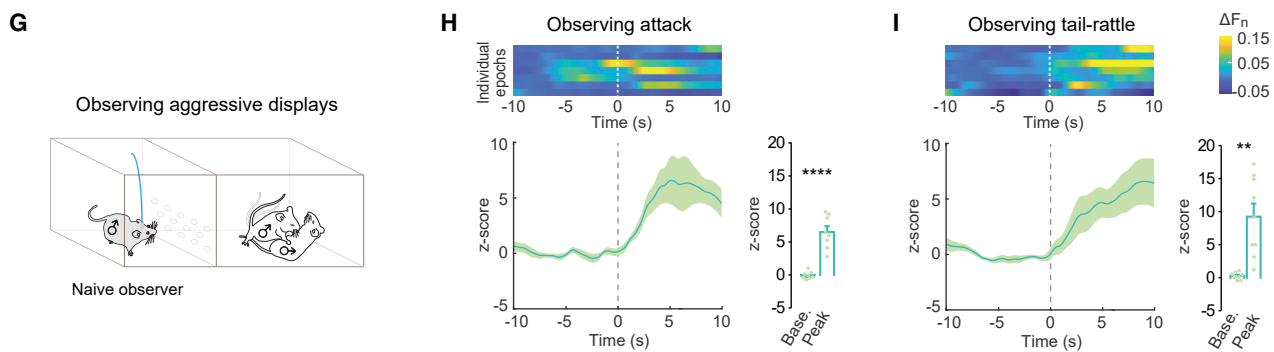 G
Observing aggressive displays
♂
♂
Naive observer
H
Observing attack
Individual
epochs
-10 -5 0 5 10
Time (s)
10
5
0
-5
z-score
-10 -5 0 5 10
Time (s)
20
15
10
5
0
-5
z-score
****
Base.
Peak
I
Observing tail-rattle
-10 -5 0 5 10
Time (s)
10
5
0
-5
z-score
-10 -5 0 5 10
Time (s)
20
15
10
5
0
-5
z-score
**
Base.
Peak
ΔFn
0.15
0.05
-0.05